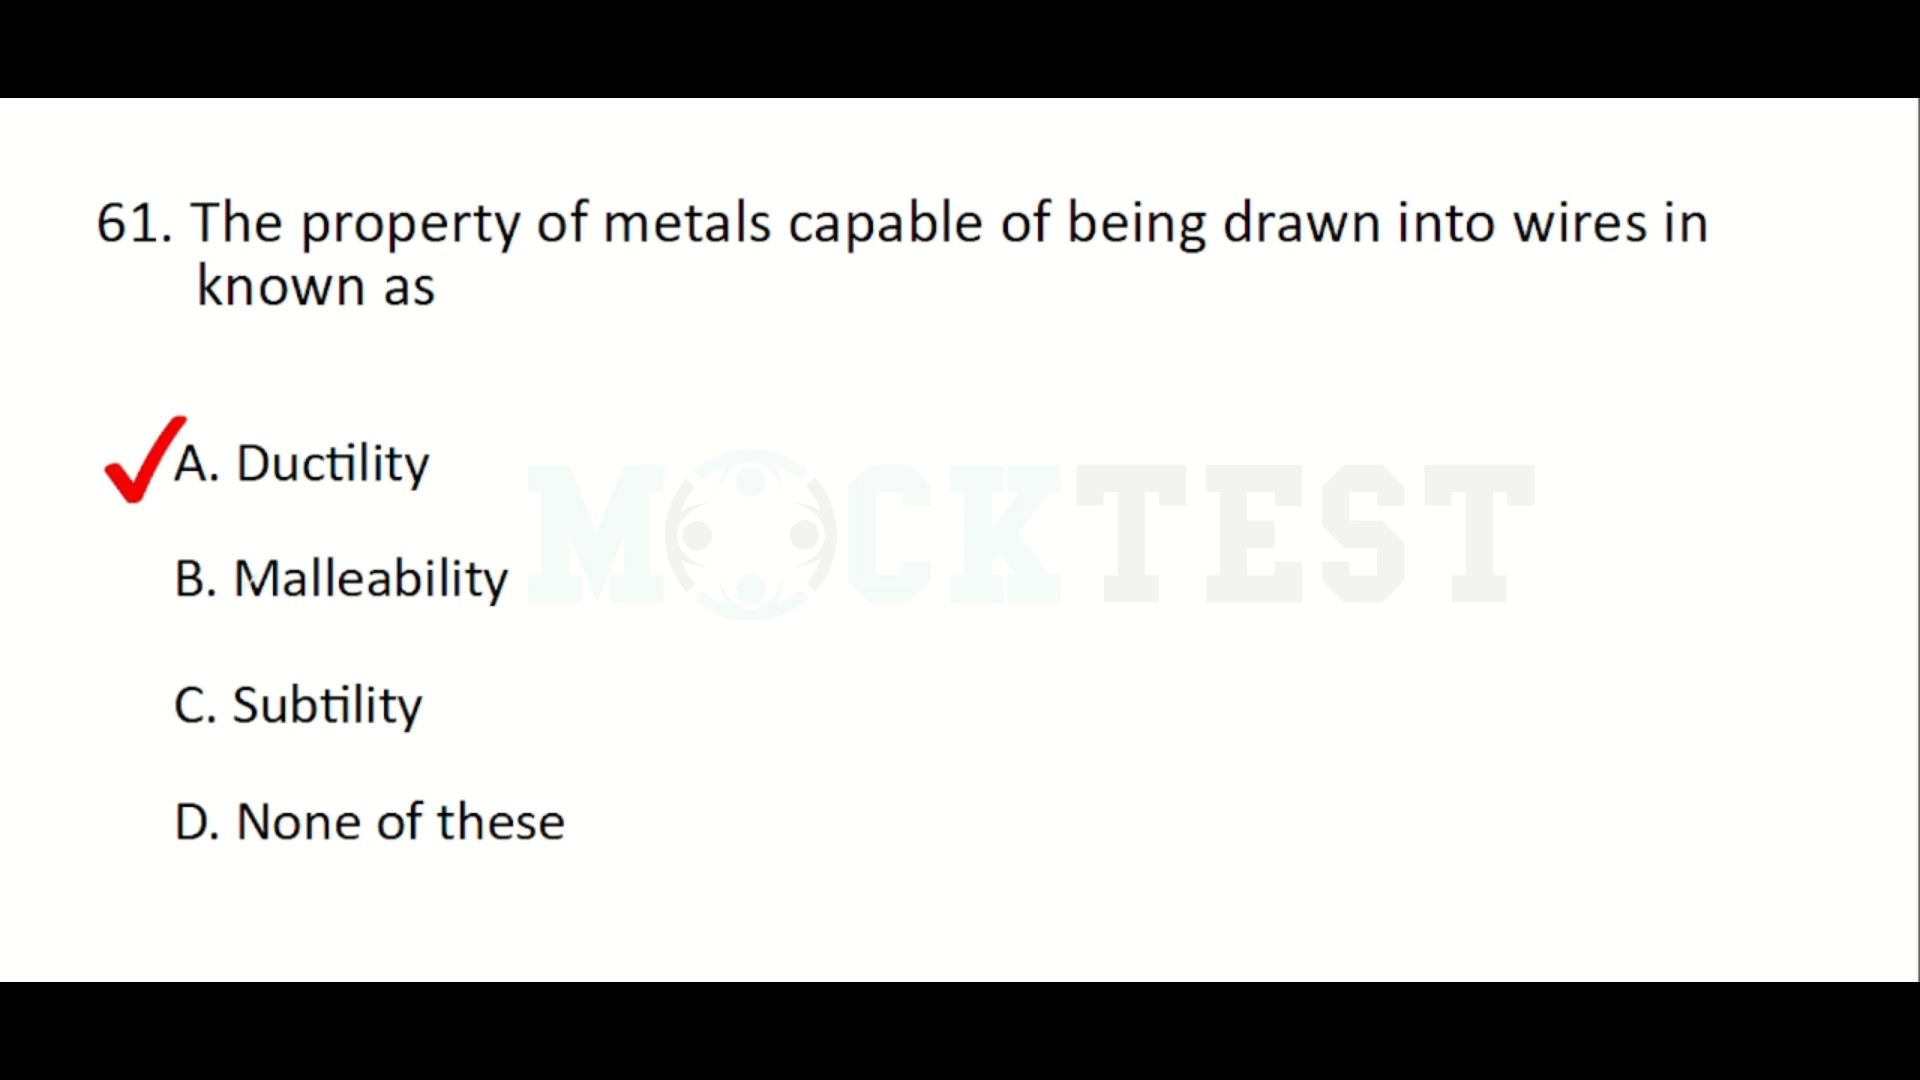 61. The property of metals capable of being drawn into wires in
known as
A. Ductility
MOCKTEST
B. Malleability
C. Subtility
D. None of these